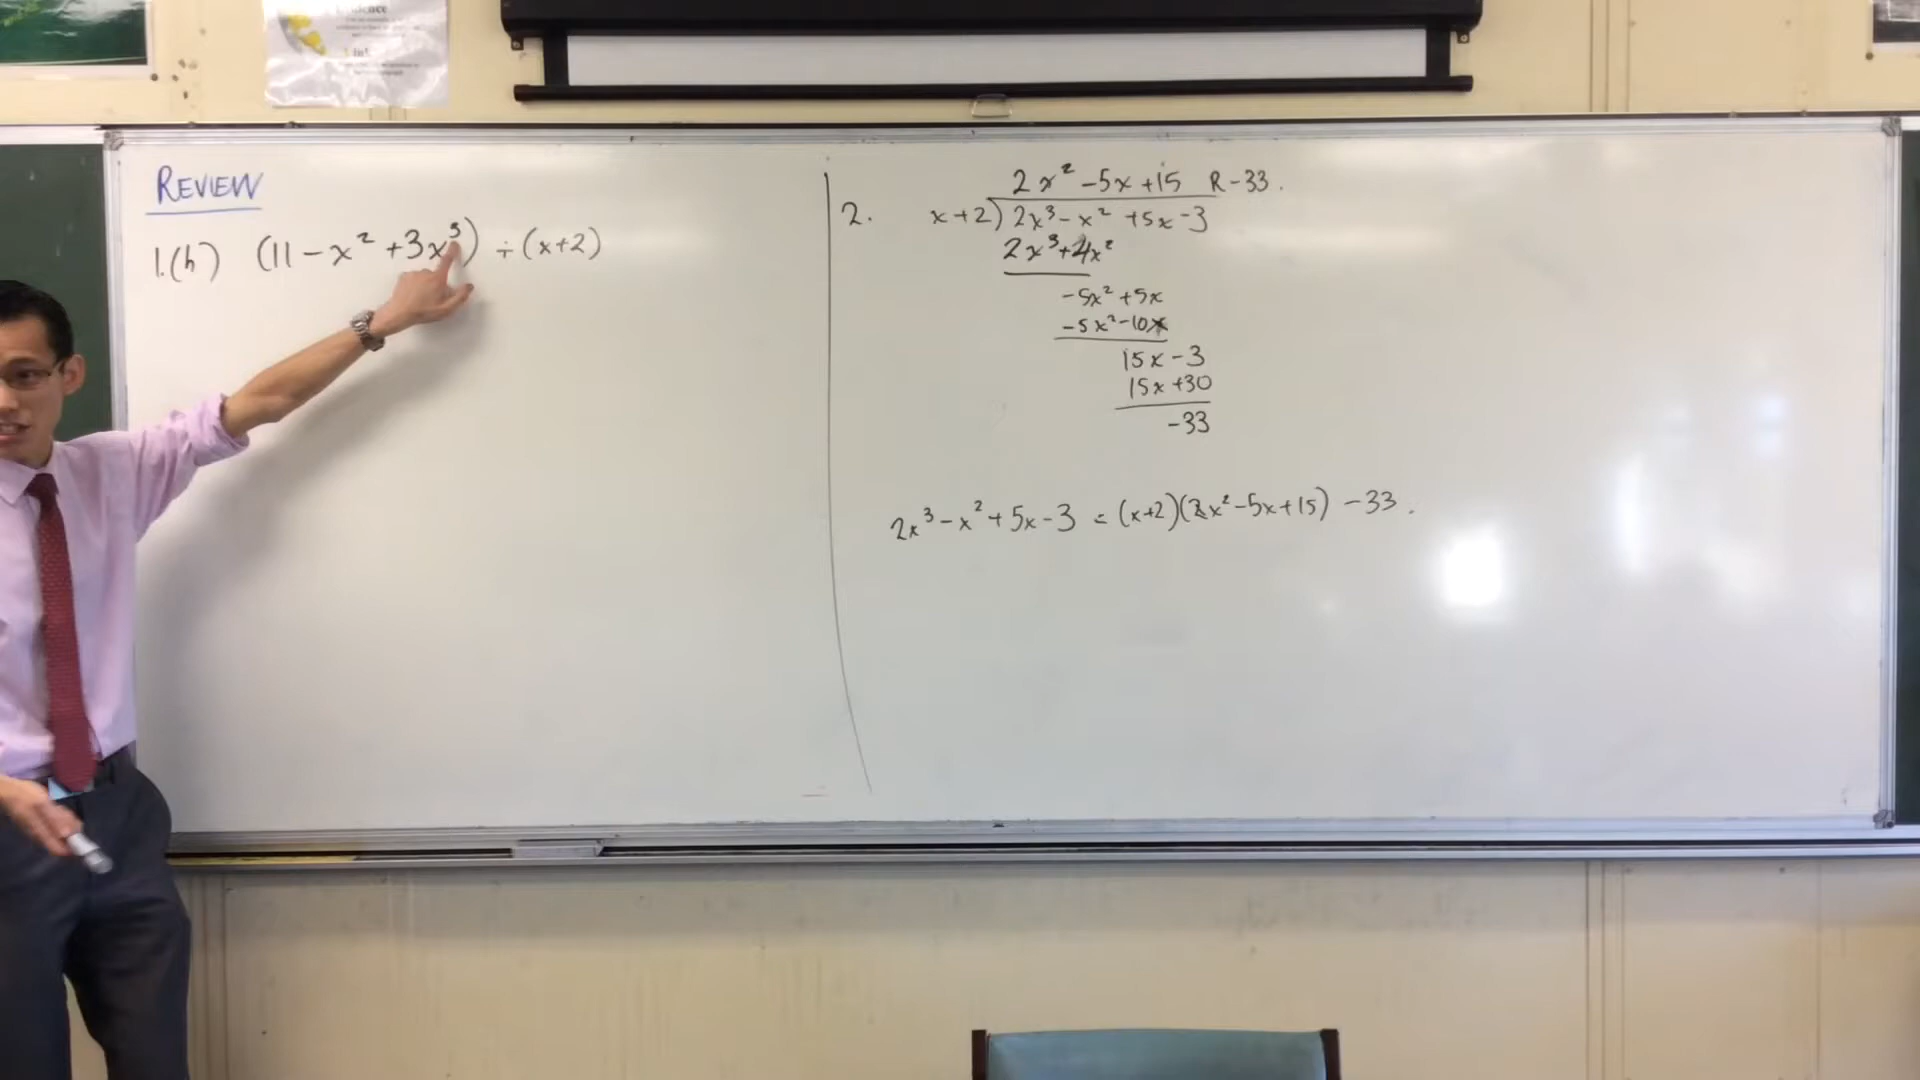 REVIEW
1.(h) (11 - x² + 3x³) ÷ (x+2)
2x² - 5x + 15 R -33.
2. x+2) 2x³ - x² + 5x - 3
2x³ + 4x²
-5x² + 5x
-5x² - 10x
15x - 3
15x + 30
-33
2x³ - x² + 5x - 3 = (x+2)(2x² - 5x + 15) - 33.